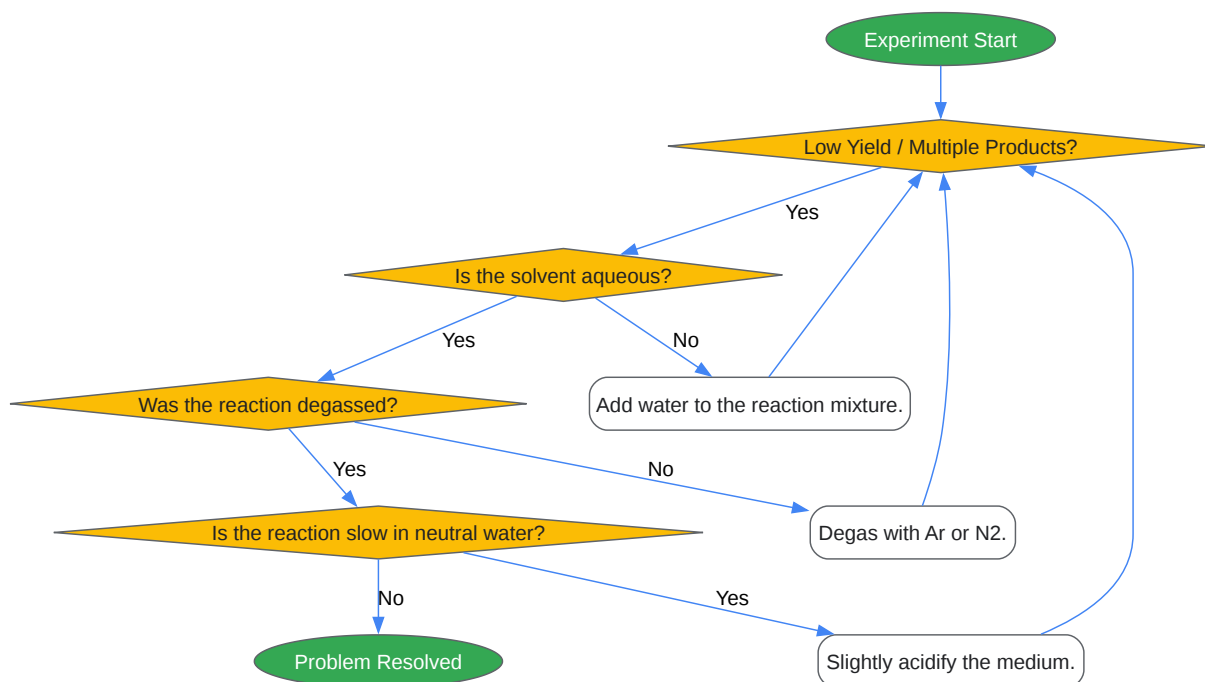 Experiment Start
Low Yield / Multiple Products?
Yes
Is the solvent aqueous?
Yes
No
Was the reaction degassed?
Add water to the reaction mixture.
Yes
No
Is the reaction slow in neutral water?
Degas with Ar or N2.
No
Yes
Problem Resolved
Slightly acidify the medium.